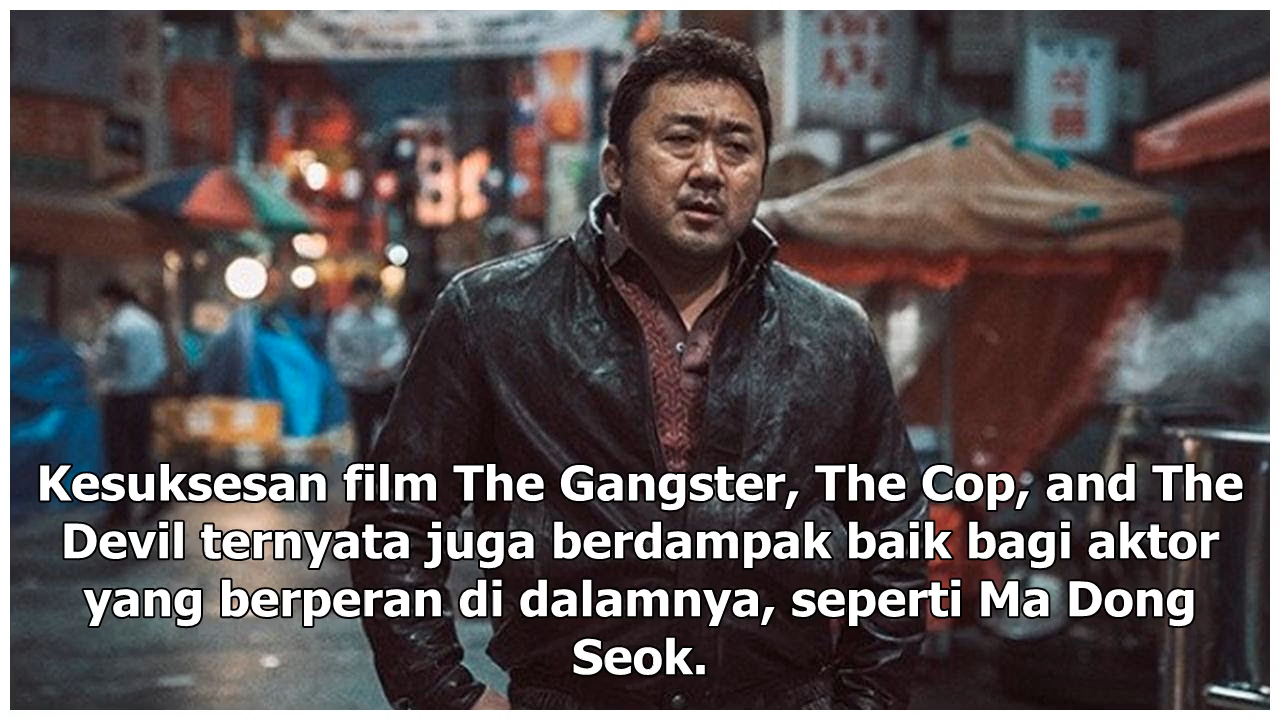 Kesuksesan film The Gangster, The Cop, and The
Devil ternyata juga berdampak baik bagi aktor
yang berperan di dalamnya, seperti Ma Dong
Seok.